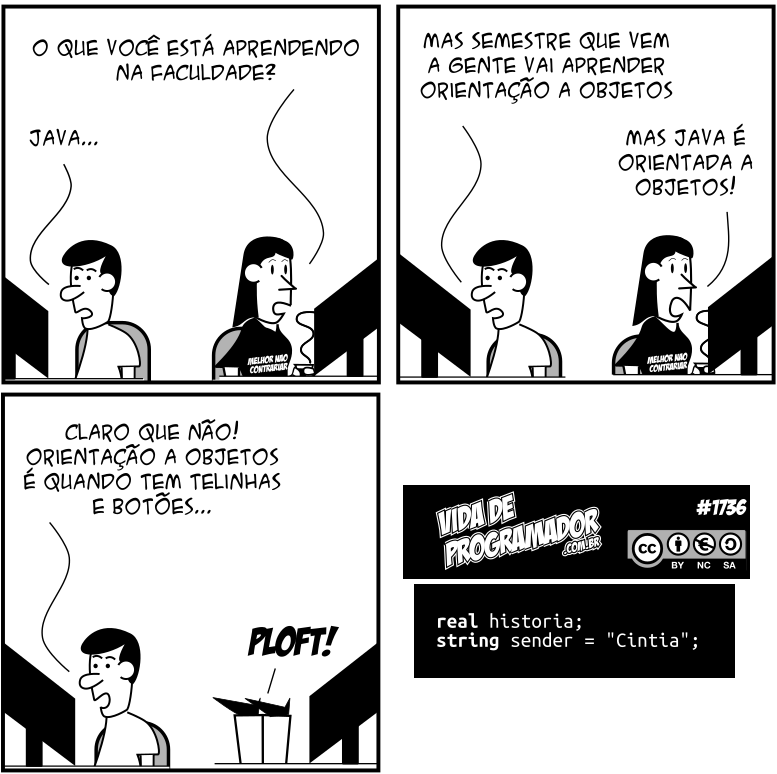 O QUE VOCÊ ESTÁ APRENDENDO
NA FACULDADE?
JAVA...
MELHOR NÃO
CONTRARIAR
MAS SEMESTRE QUE VEM
A GENTE VAI APRENDER
ORIENTAÇÃO A OBJETOS
MAS JAVA É
ORIENTADA A
OBJETOS!
MELHOR NÃO
CONTRARIAR
CLARO QUE NÃO!
ORIENTAÇÃO A OBJETOS
É QUANDO TEM TELINHAS
E BOTÕES...
PLOFT!
VIDA DE
PROGRAMADOR
.COM.BR
#1736
cc
BY NC SA
real historia;
string sender = "Cintia";